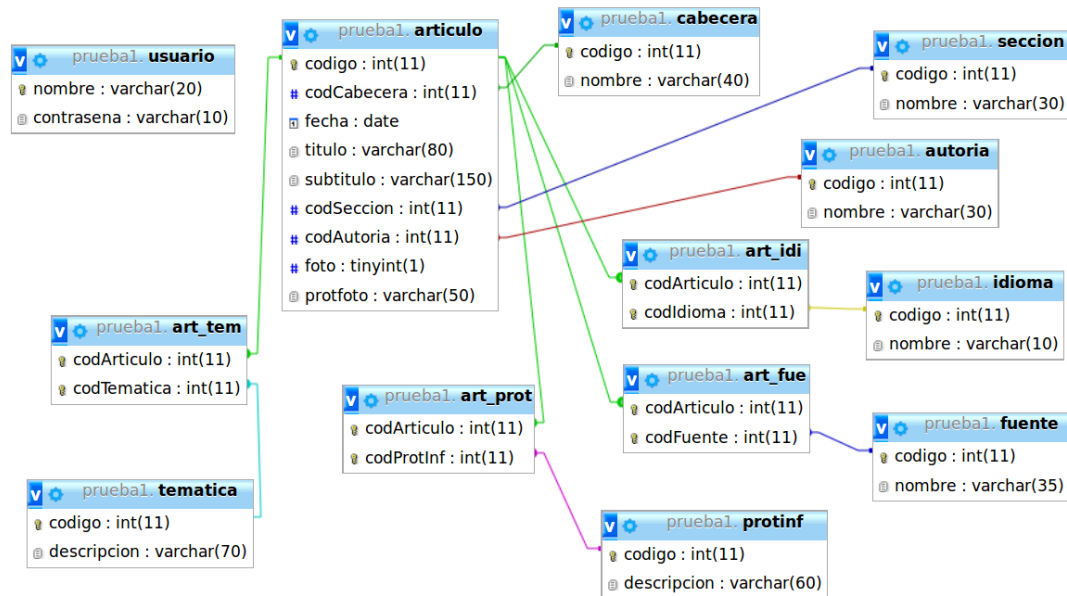 prueba1. usuario
nombre : varchar(20)
contrasena : varchar(10)
prueba1. articulo
codigo : int(11)
# codCabecera : int(11)
fecha : date
titulo : varchar(80)
subtitulo : varchar(150)
# codSeccion : int(11)
# codAutoria : int(11)
# foto : tinyint(1)
protfoto : varchar(50)
prueba1. cabecera
codigo : int(11)
nombre : varchar(40)
prueba1. seccion
codigo : int(11)
nombre : varchar(30)
prueba1. autoria
codigo : int(11)
nombre : varchar(30)
prueba1. art_idi
codArticulo : int(11)
codIdioma : int(11)
prueba1. idioma
codigo : int(11)
nombre : varchar(10)
prueba1. art_tem
codArticulo : int(11)
codTematica : int(11)
prueba1. art_prot
codArticulo : int(11)
codProtInf : int(11)
prueba1. art_fue
codArticulo : int(11)
codFuente : int(11)
prueba1. fuente
codigo : int(11)
nombre : varchar(35)
prueba1. tematica
codigo : int(11)
descripcion : varchar(70)
prueba1. protinf
codigo : int(11)
descripcion : varchar(60)